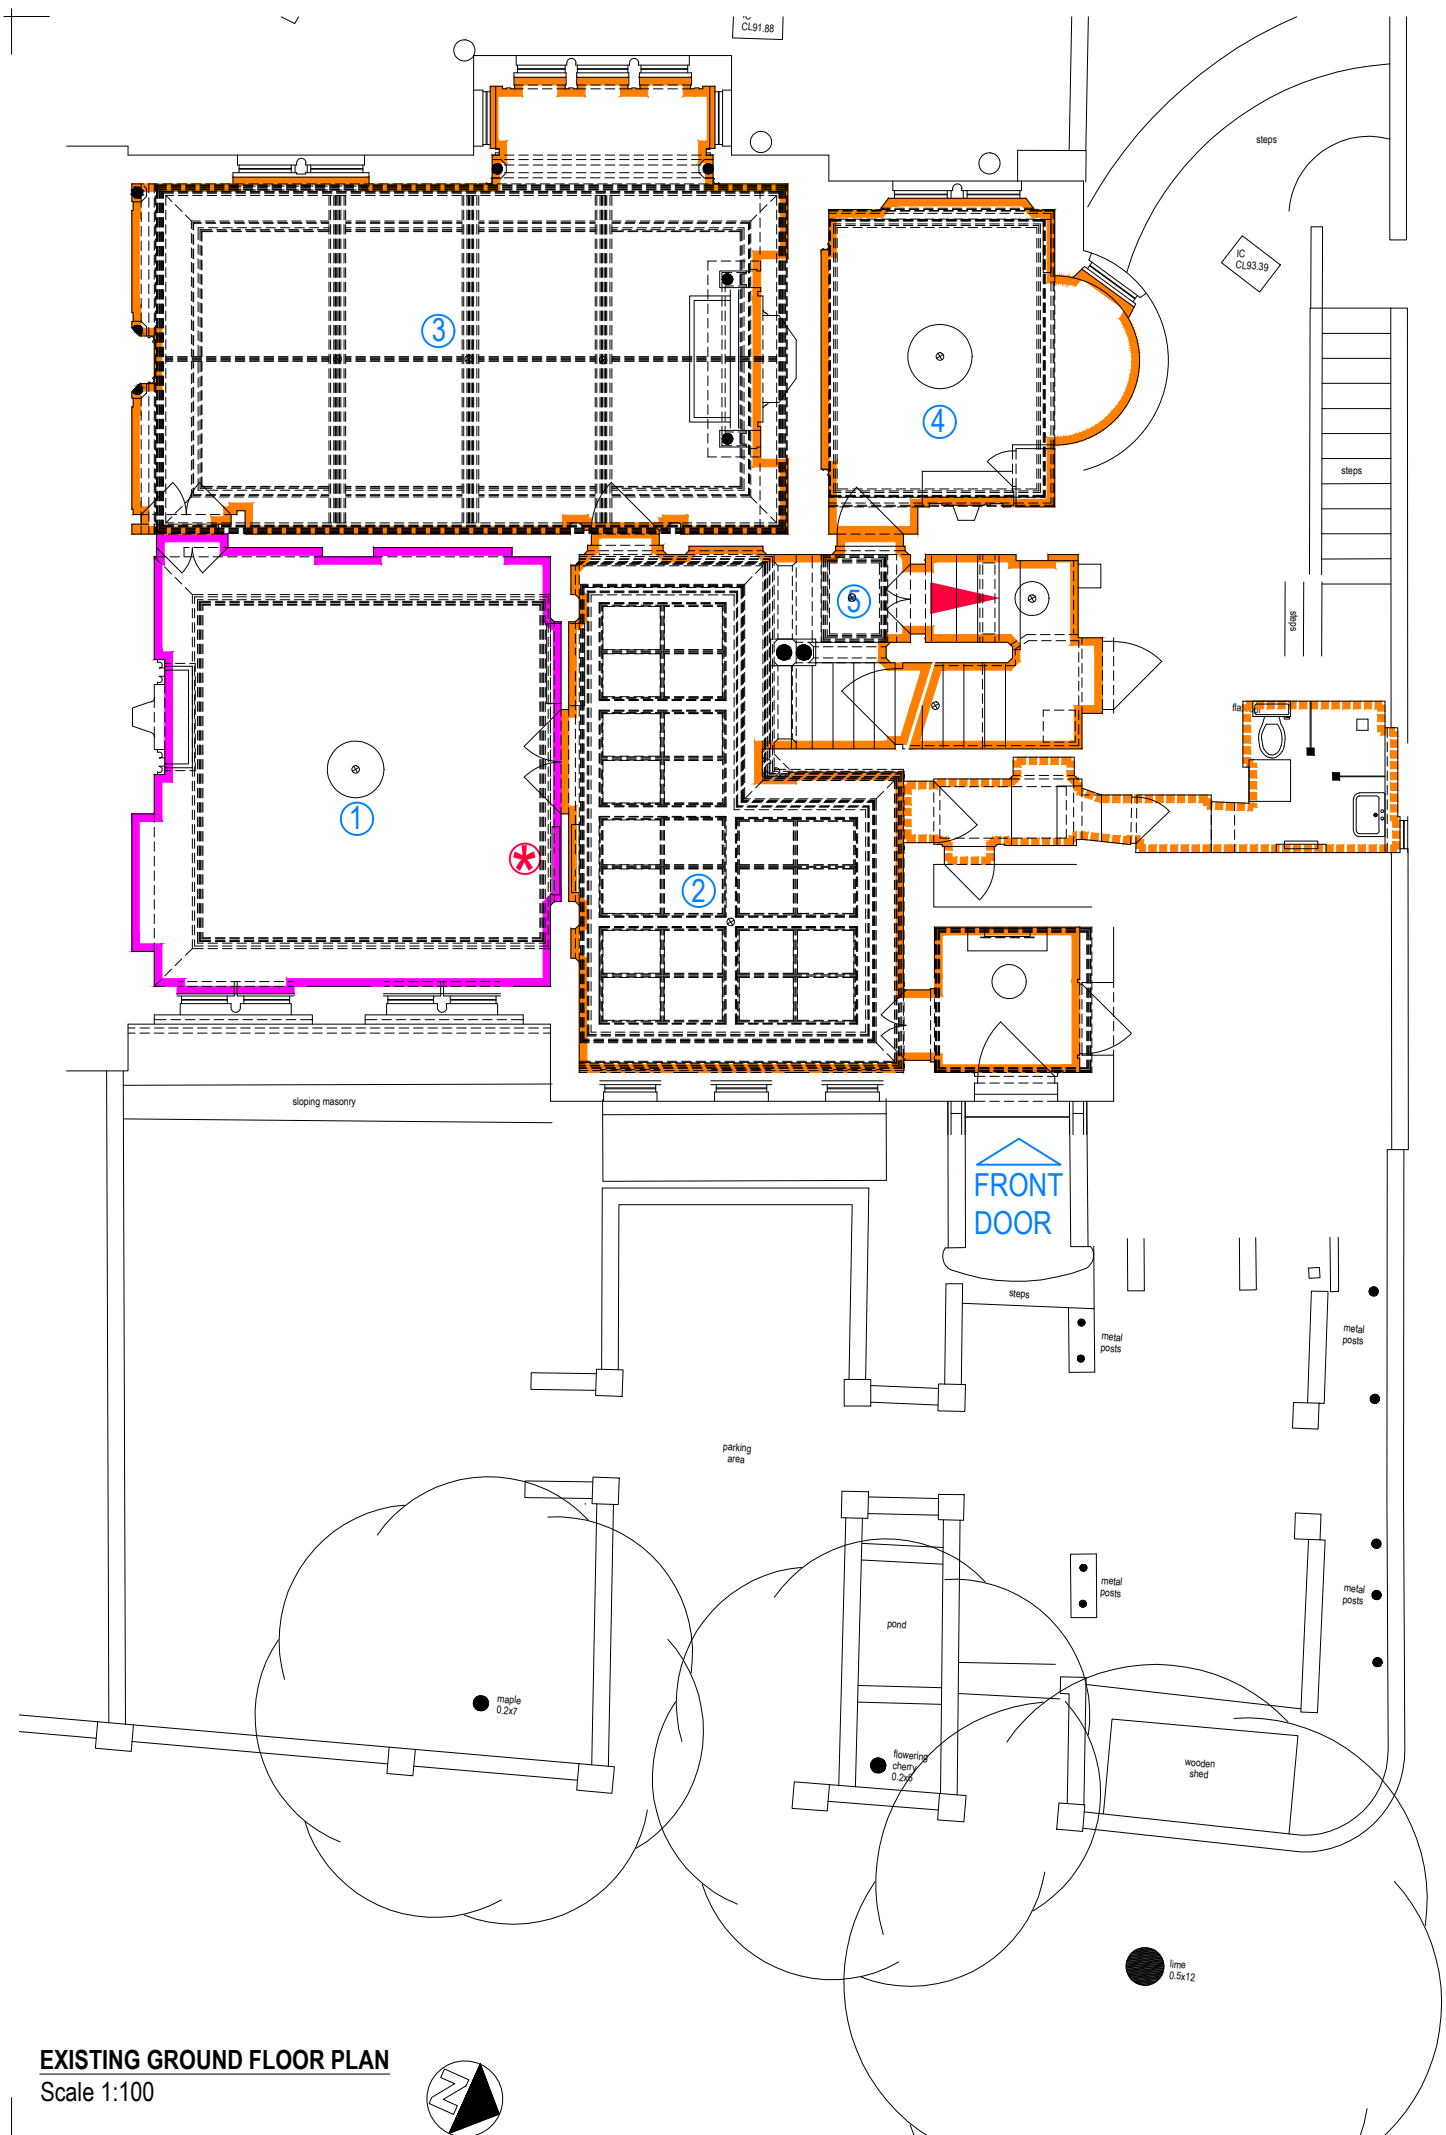 CL91.88
steps
IC
CL93.39
3
4
steps
5
steps
1
*
2
sloping masonry
FRONT
DOOR
steps
metal
posts
metal
posts
parking
area
metal
posts
metal
posts
pond
maple
0.2x7
flowering
cherry
0.2x6
wooden
shed
lime
0.5x12
EXISTING GROUND FLOOR PLAN
Scale 1:100
N